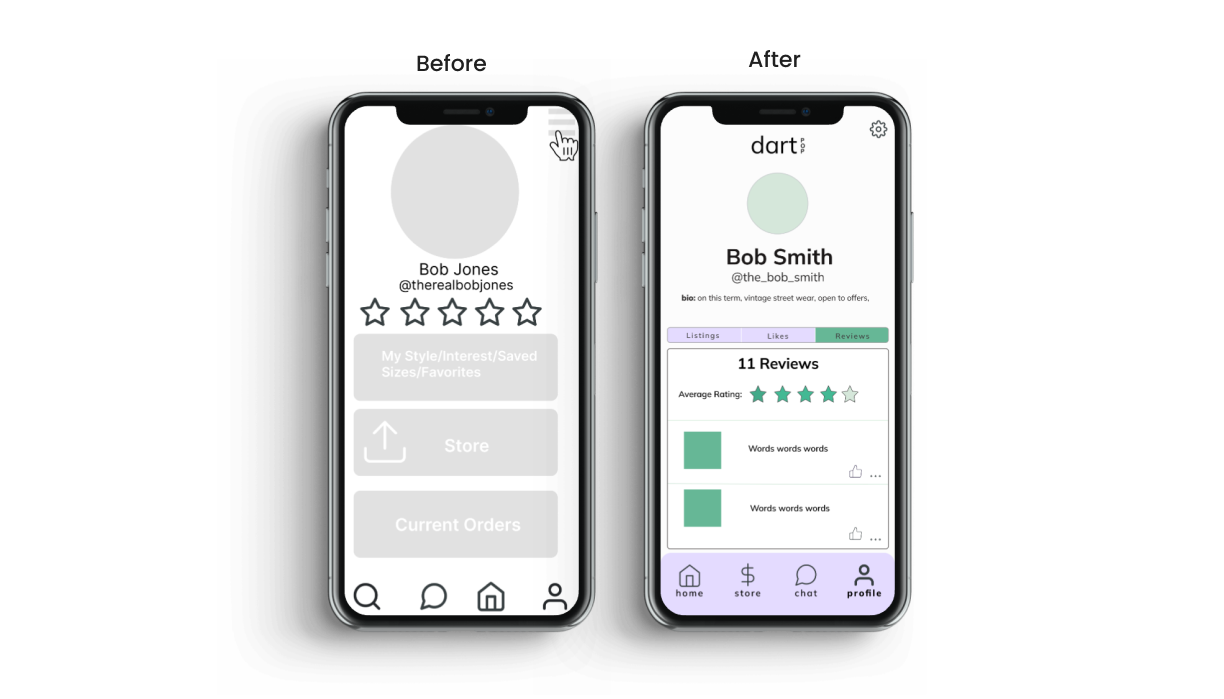 Before
After
Bob Jones
@therealbobjones
My Style/Interest/Saved
Sizes/Favorites
Store
Current Orders
dart POP
Bob Smith
@the_bob_smith
bio: on this term, vintage street wear, open to offers,
Listings Likes Reviews
11 Reviews
Average Rating:
Words words words
Words words words
home store chat profile